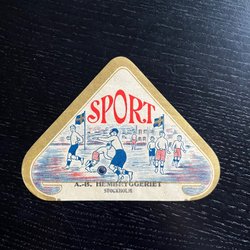 SPORT
A.-B. HEMBRYGGERIET
STOCKHOLM